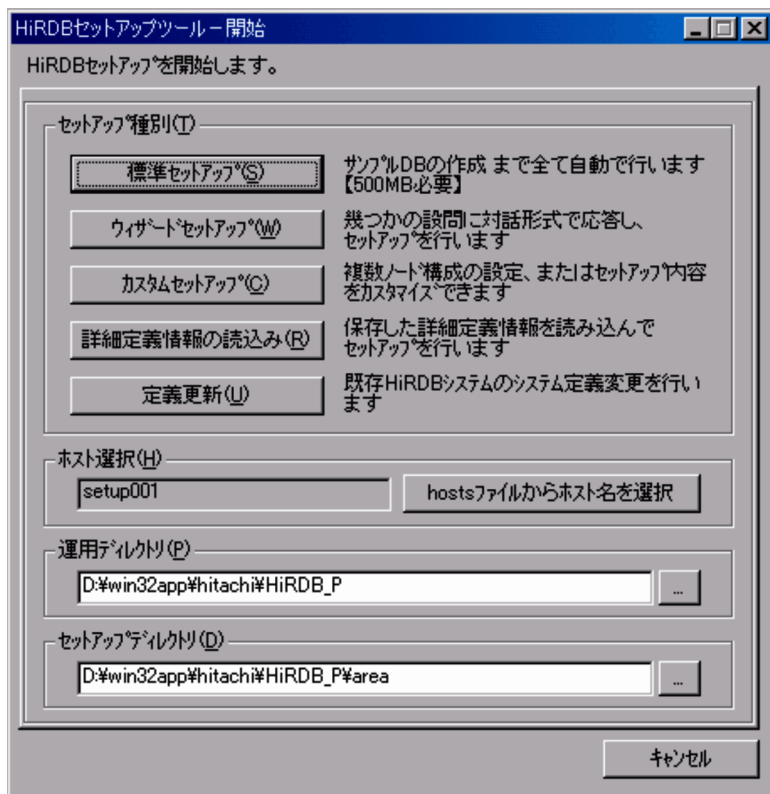 HiRDBセットアップツール－開始
HiRDBセットアップを開始します。
セットアップ種別(T)
標準セットアップ(S)
サンプルDBの作成 まで全て自動で行います
【500MB必要】
ウィザードセットアップ(W)
幾つかの設問に対話形式で応答し、
セットアップを行います
カスタムセットアップ(C)
複数ノード構成の設定、またはセットアップ内容
をカスタマイズできます
詳細定義情報の読込み(R)
保存した詳細定義情報を読み込んで
セットアップを行います
定義更新(U)
既存HiRDBシステムのシステム定義変更を行い
ます
ホスト選択(H)
setup001
hostsファイルからホスト名を選択
運用ディレクトリ(P)
D:¥win32app¥hitachi¥HiRDB_P
...
セットアップディレクトリ(D)
D:¥win32app¥hitachi¥HiRDB_P¥area
...
キャンセル